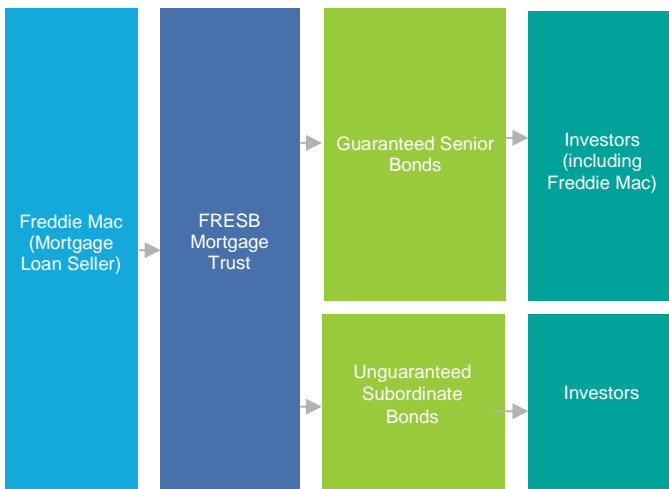 Freddie Mac
(Mortgage
Loan Seller)
FRESB
Mortgage
Trust
Guaranteed Senior
Bonds
Investors
(including
Freddie Mac)
Unguaranteed
Subordinate
Bonds
Investors